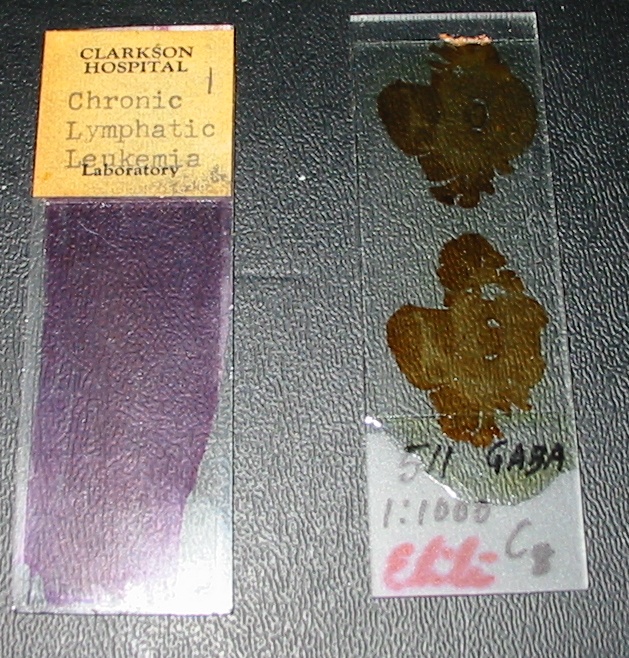 CLARKSON
HOSPITAL
1
Chronic
Lymphatic
Leukemia
Laboratory
511 GABA
1:1000
C8